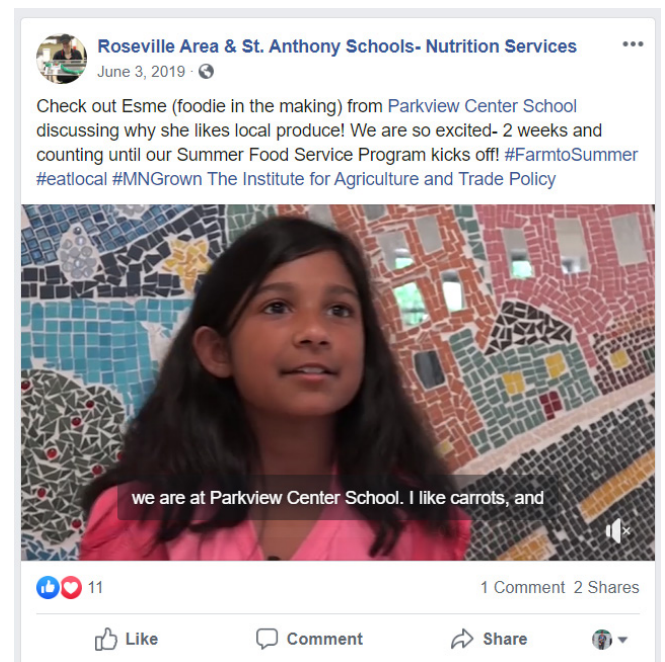 Roseville Area & St. Anthony Schools- Nutrition Services
June 3, 2019 ·
Check out Esme (foodie in the making) from Parkview Center School
discussing why she likes local produce! We are so excited- 2 weeks and
counting until our Summer Food Service Program kicks off! #FarmtoSummer
#eatlocal #MNGrown The Institute for Agriculture and Trade Policy
we are at Parkview Center School. I like carrots, and
11
1 Comment 2 Shares
Like Comment Share